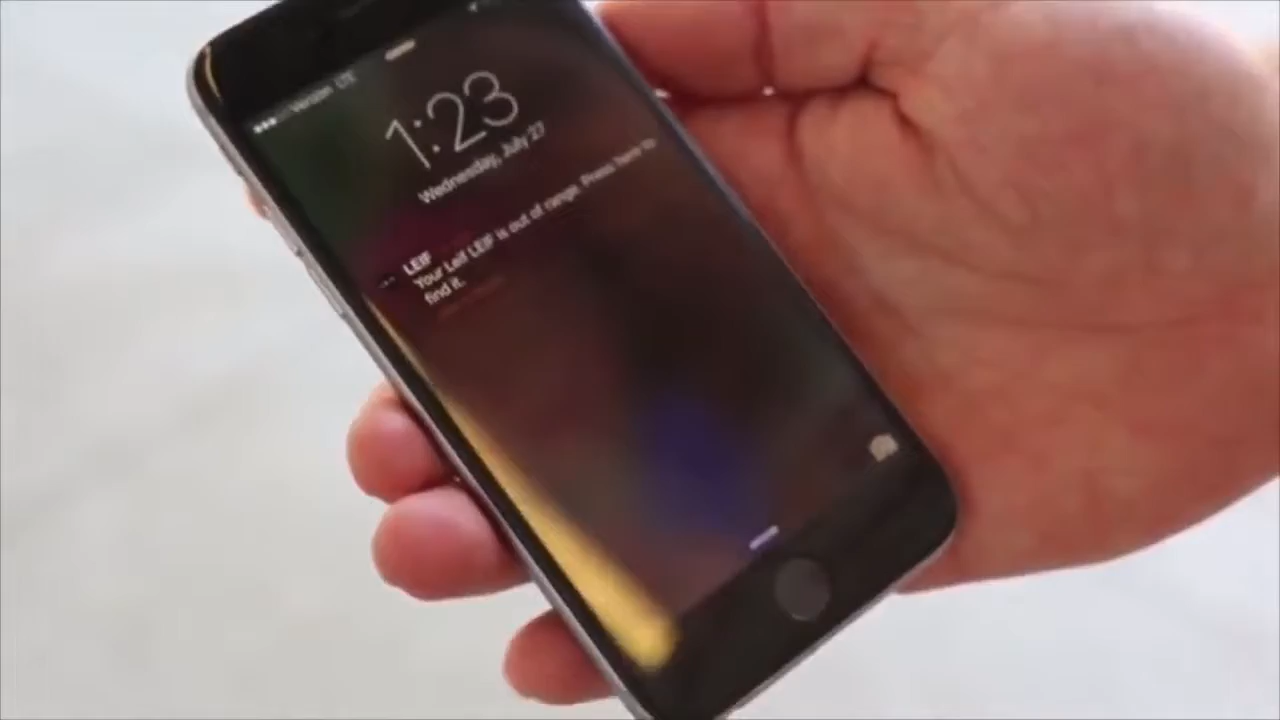 Verizon LTE
1:23
Wednesday, July 27
LEIF
Your Leif LEIF is out of range. Press here to
find it.